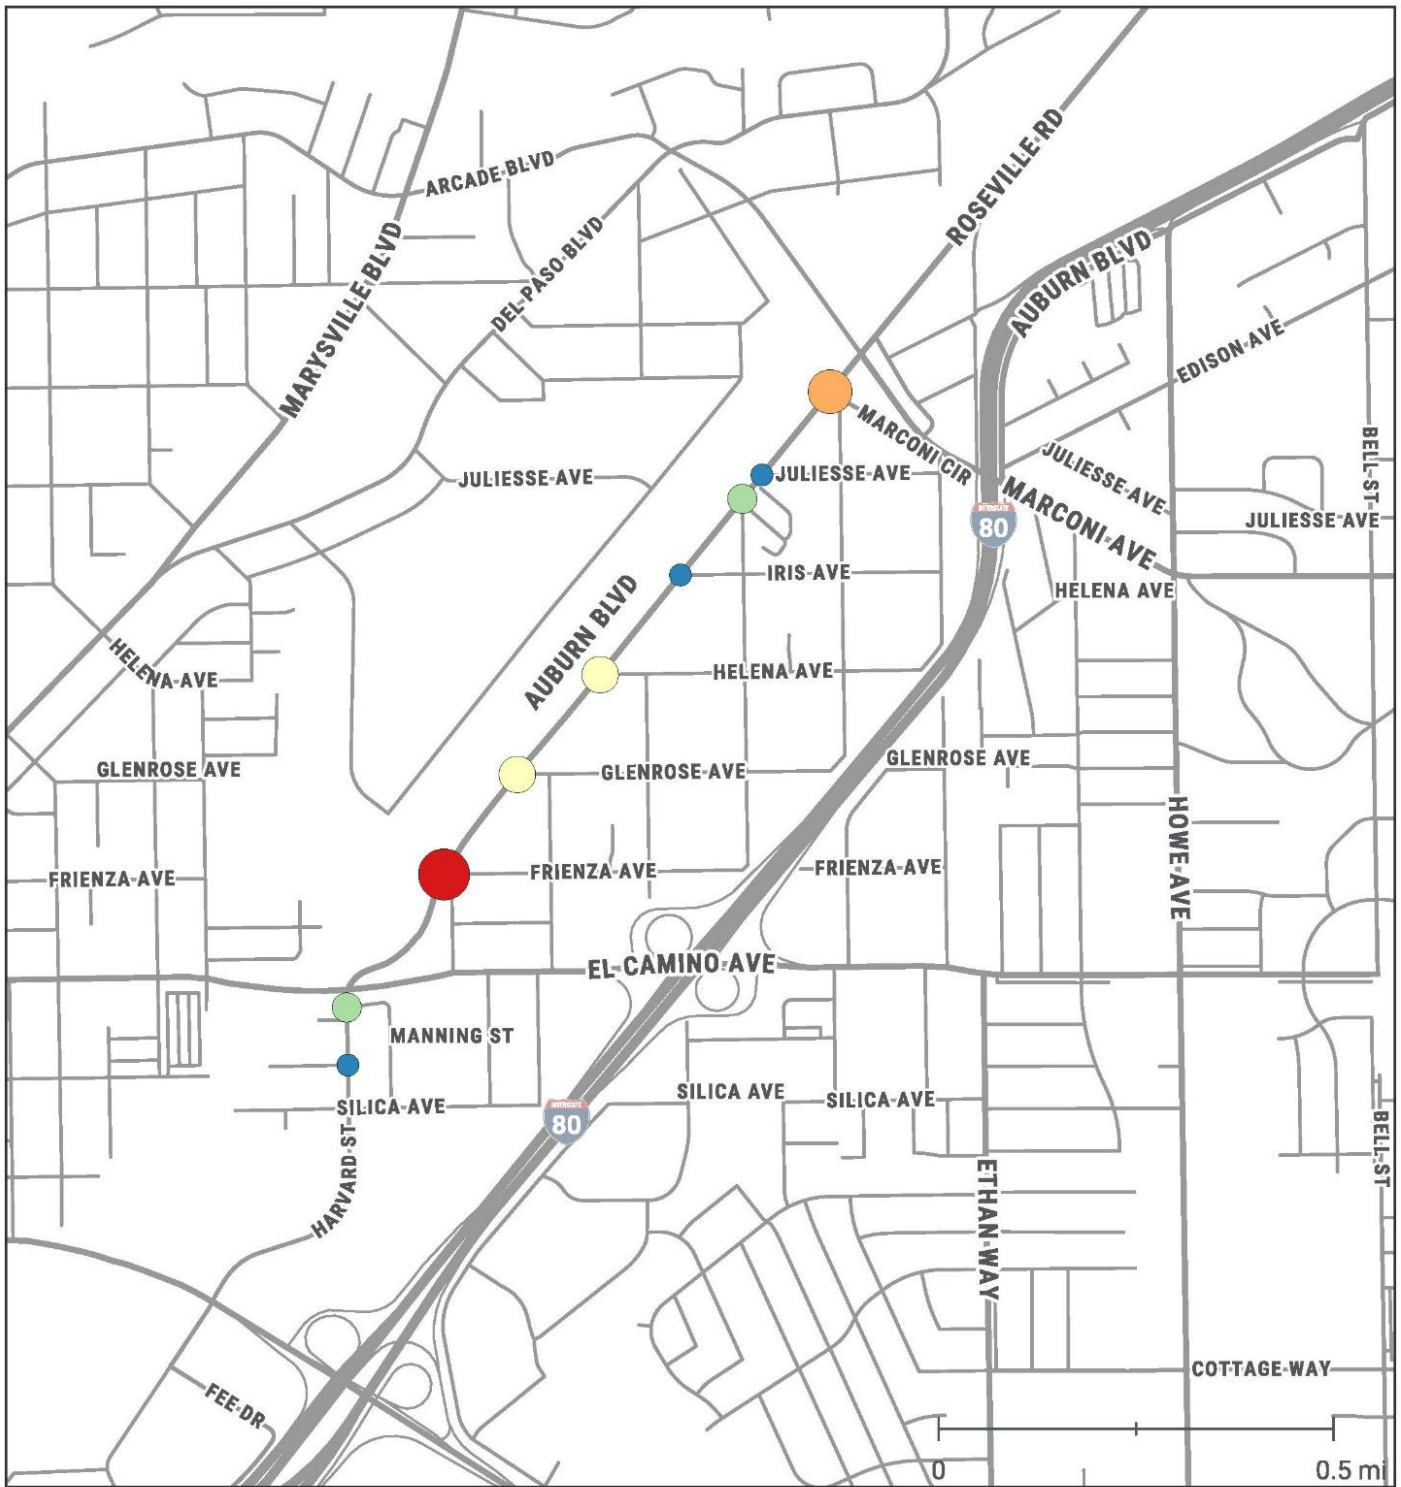 ARCADE BLVD
ROSEVILLE RD
MARYSVILLE BLVD
DEL PASO BLVD
AUBURN BLVD
EDISON AVE
MARCONI CIR
JULIESSE AVE
JULIESSE AVE
JULIESSE AVE
BELL ST
MARCONI AVE
JULIESSE AVE
INTERSTATE
80
IRIS AVE
HELENA AVE
AUBURN BLVD
HELENA AVE
HELENA AVE
GLENROSE AVE
GLENROSE AVE
GLENROSE AVE
HOWE AVE
FRIENZA AVE
FRIENZA AVE
FRIENZA AVE
EL CAMINO AVE
MANNING ST
SILICA AVE
SILICA AVE
SILICA AVE
INTERSTATE
80
HARVARD ST
BELL ST
ETHAN WAY
COTTAGE WAY
FEE DR
0
0.5 mi